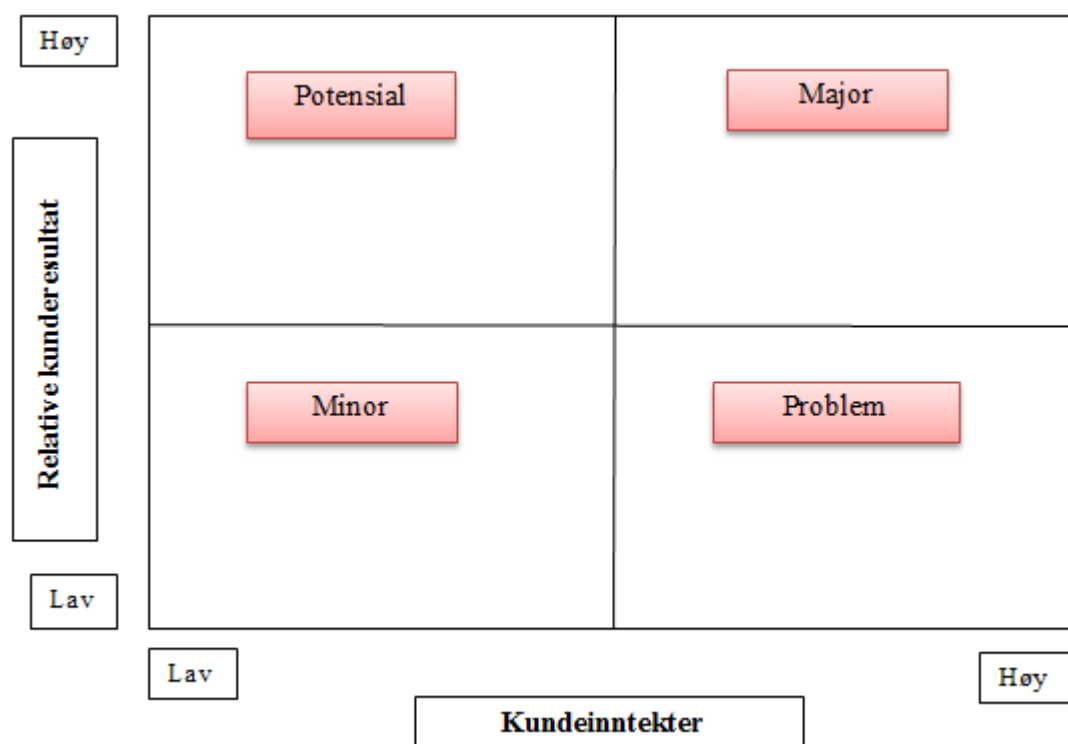 Høy
Potensial
Major
Relative kunderesultat
Minor
Problem
Lav
Lav
Høy
Kundeinntekter